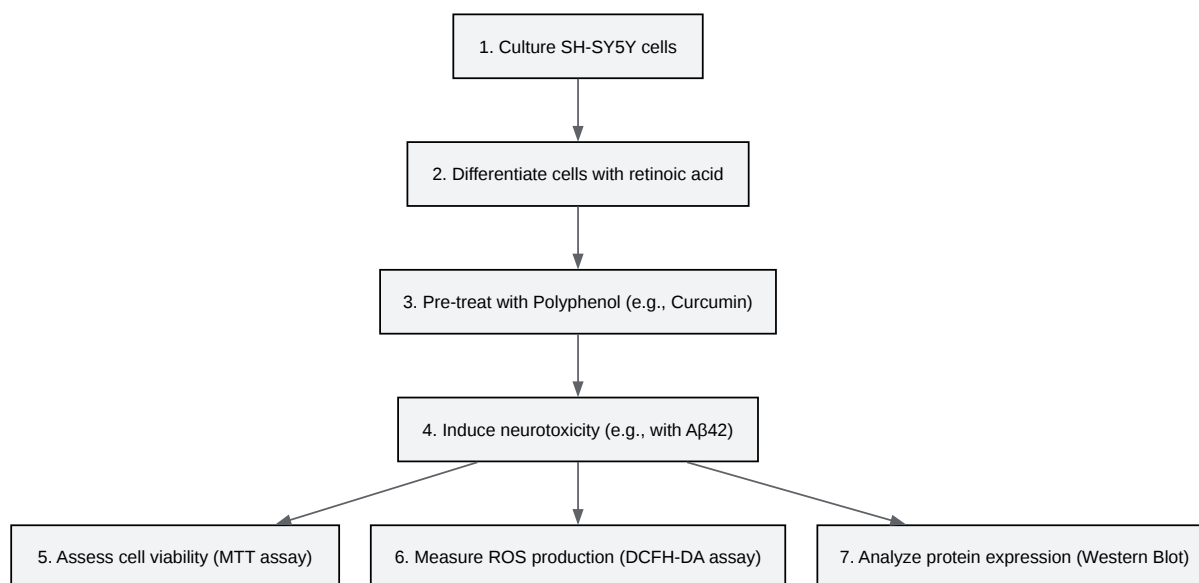 1. Culture SH-SY5Y cells
2. Differentiate cells with retinoic acid
3. Pre-treat with Polyphenol (e.g., Curcumin)
4. Induce neurotoxicity (e.g., with Aβ42)
5. Assess cell viability (MTT assay)
6. Measure ROS production (DCFH-DA assay)
7. Analyze protein expression (Western Blot)